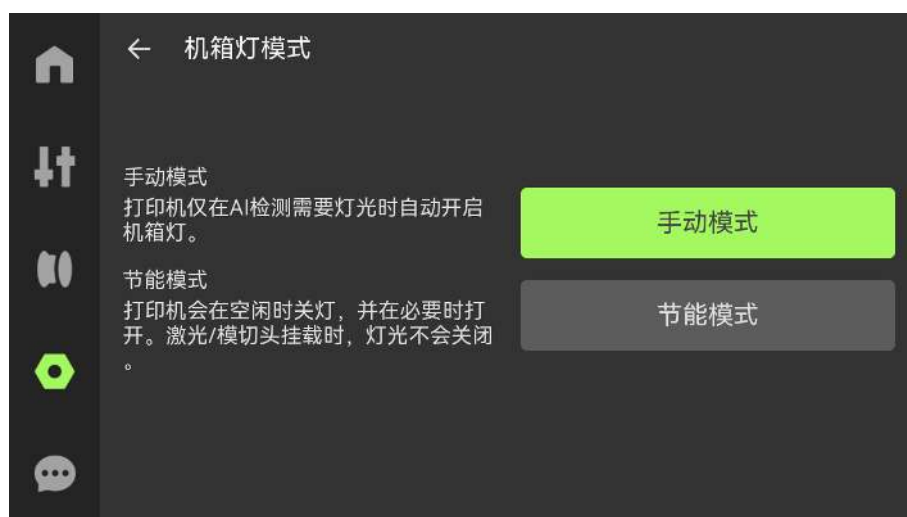 机箱灯模式
手动模式
打印机仅在AI检测需要灯光时自动开启
机箱灯。
节能模式
打印机会在空闲时关灯，并在必要时打
开。激光/模切头挂载时，灯光不会关闭
。
手动模式
节能模式